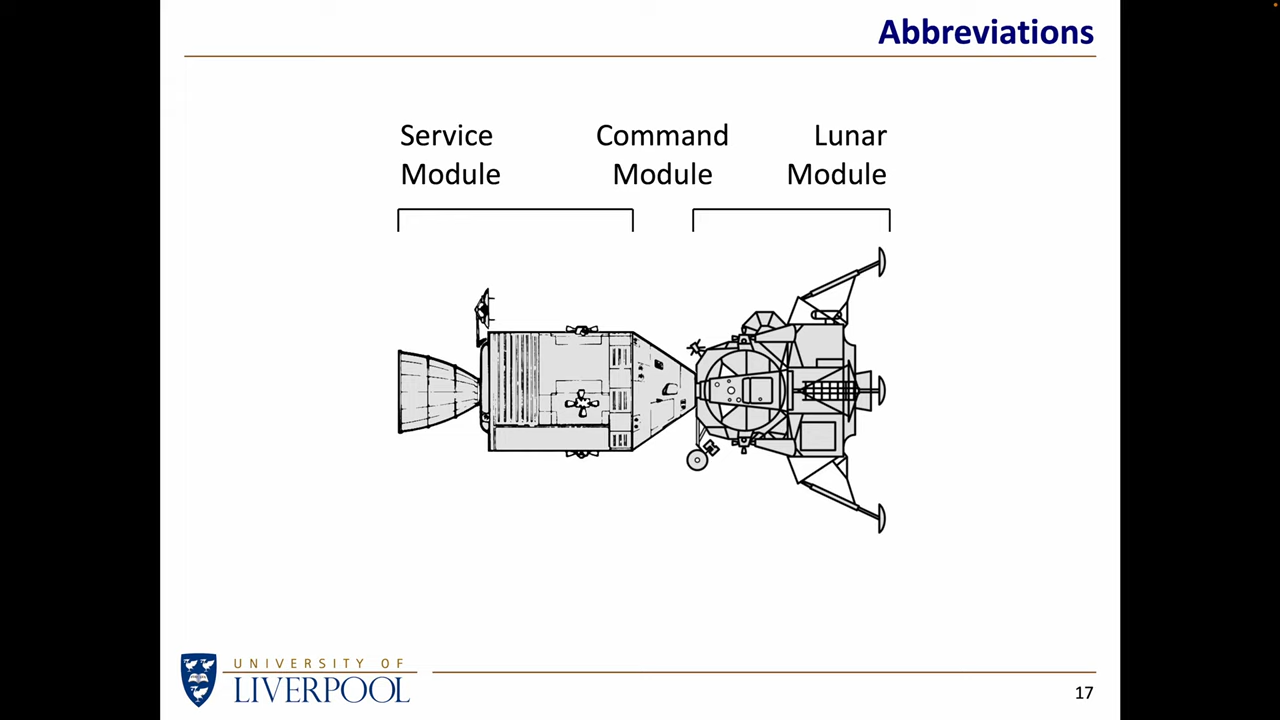 Abbreviations
Service
Module
Command
Module
Lunar
Module
UNIVERSITY OF
LIVERPOOL
17